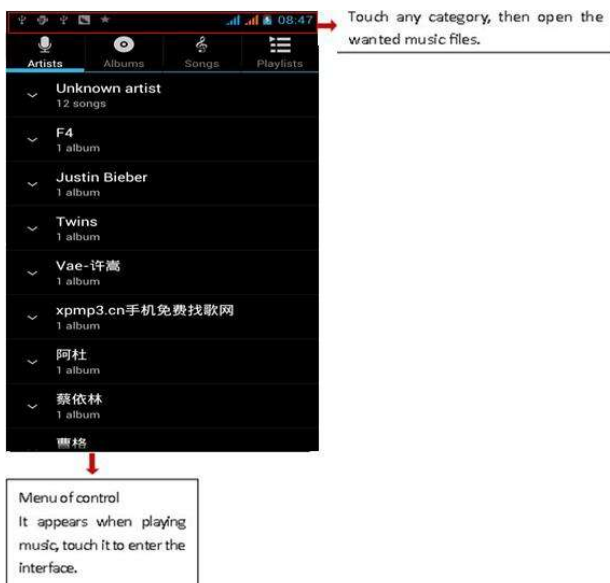 08:47
Touch any category, then open the
wanted music files.
Artists Albums Songs Playlists
Unknown artist
12 songs
F4
1 album
Justin Bieber
1 album
Twins
1 album
Vae-许嵩
1 album
xpmp3.cn手机免费找歌网
1 album
阿杜
1 album
蔡依林
1 album
曹格
Menu of control
It appears when playing
music, touch it to enter the
interface.